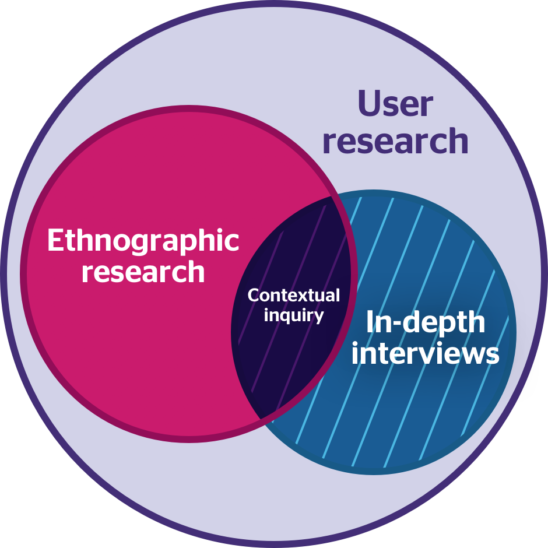 User
research
Ethnographic
research
Contextual
inquiry
In-depth
interviews